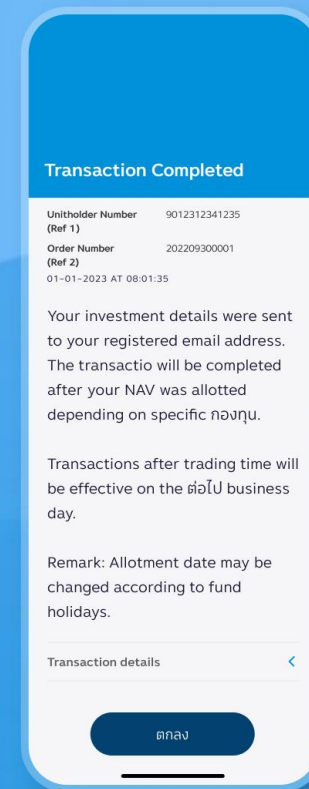 Transaction Completed
Unitholder Number 9012312341235
(Ref 1)
Order Number 202209300001
(Ref 2)
01-01-2023 AT 08:01:35
Your investment details were sent
to your registered email address.
The transactio will be completed
after your NAV was allotted
depending on specific กองทุน.
Transactions after trading time will
be effective on the ต่อไป business
day.
Remark: Allotment date may be
changed according to fund
holidays.
Transaction details
ตกลง